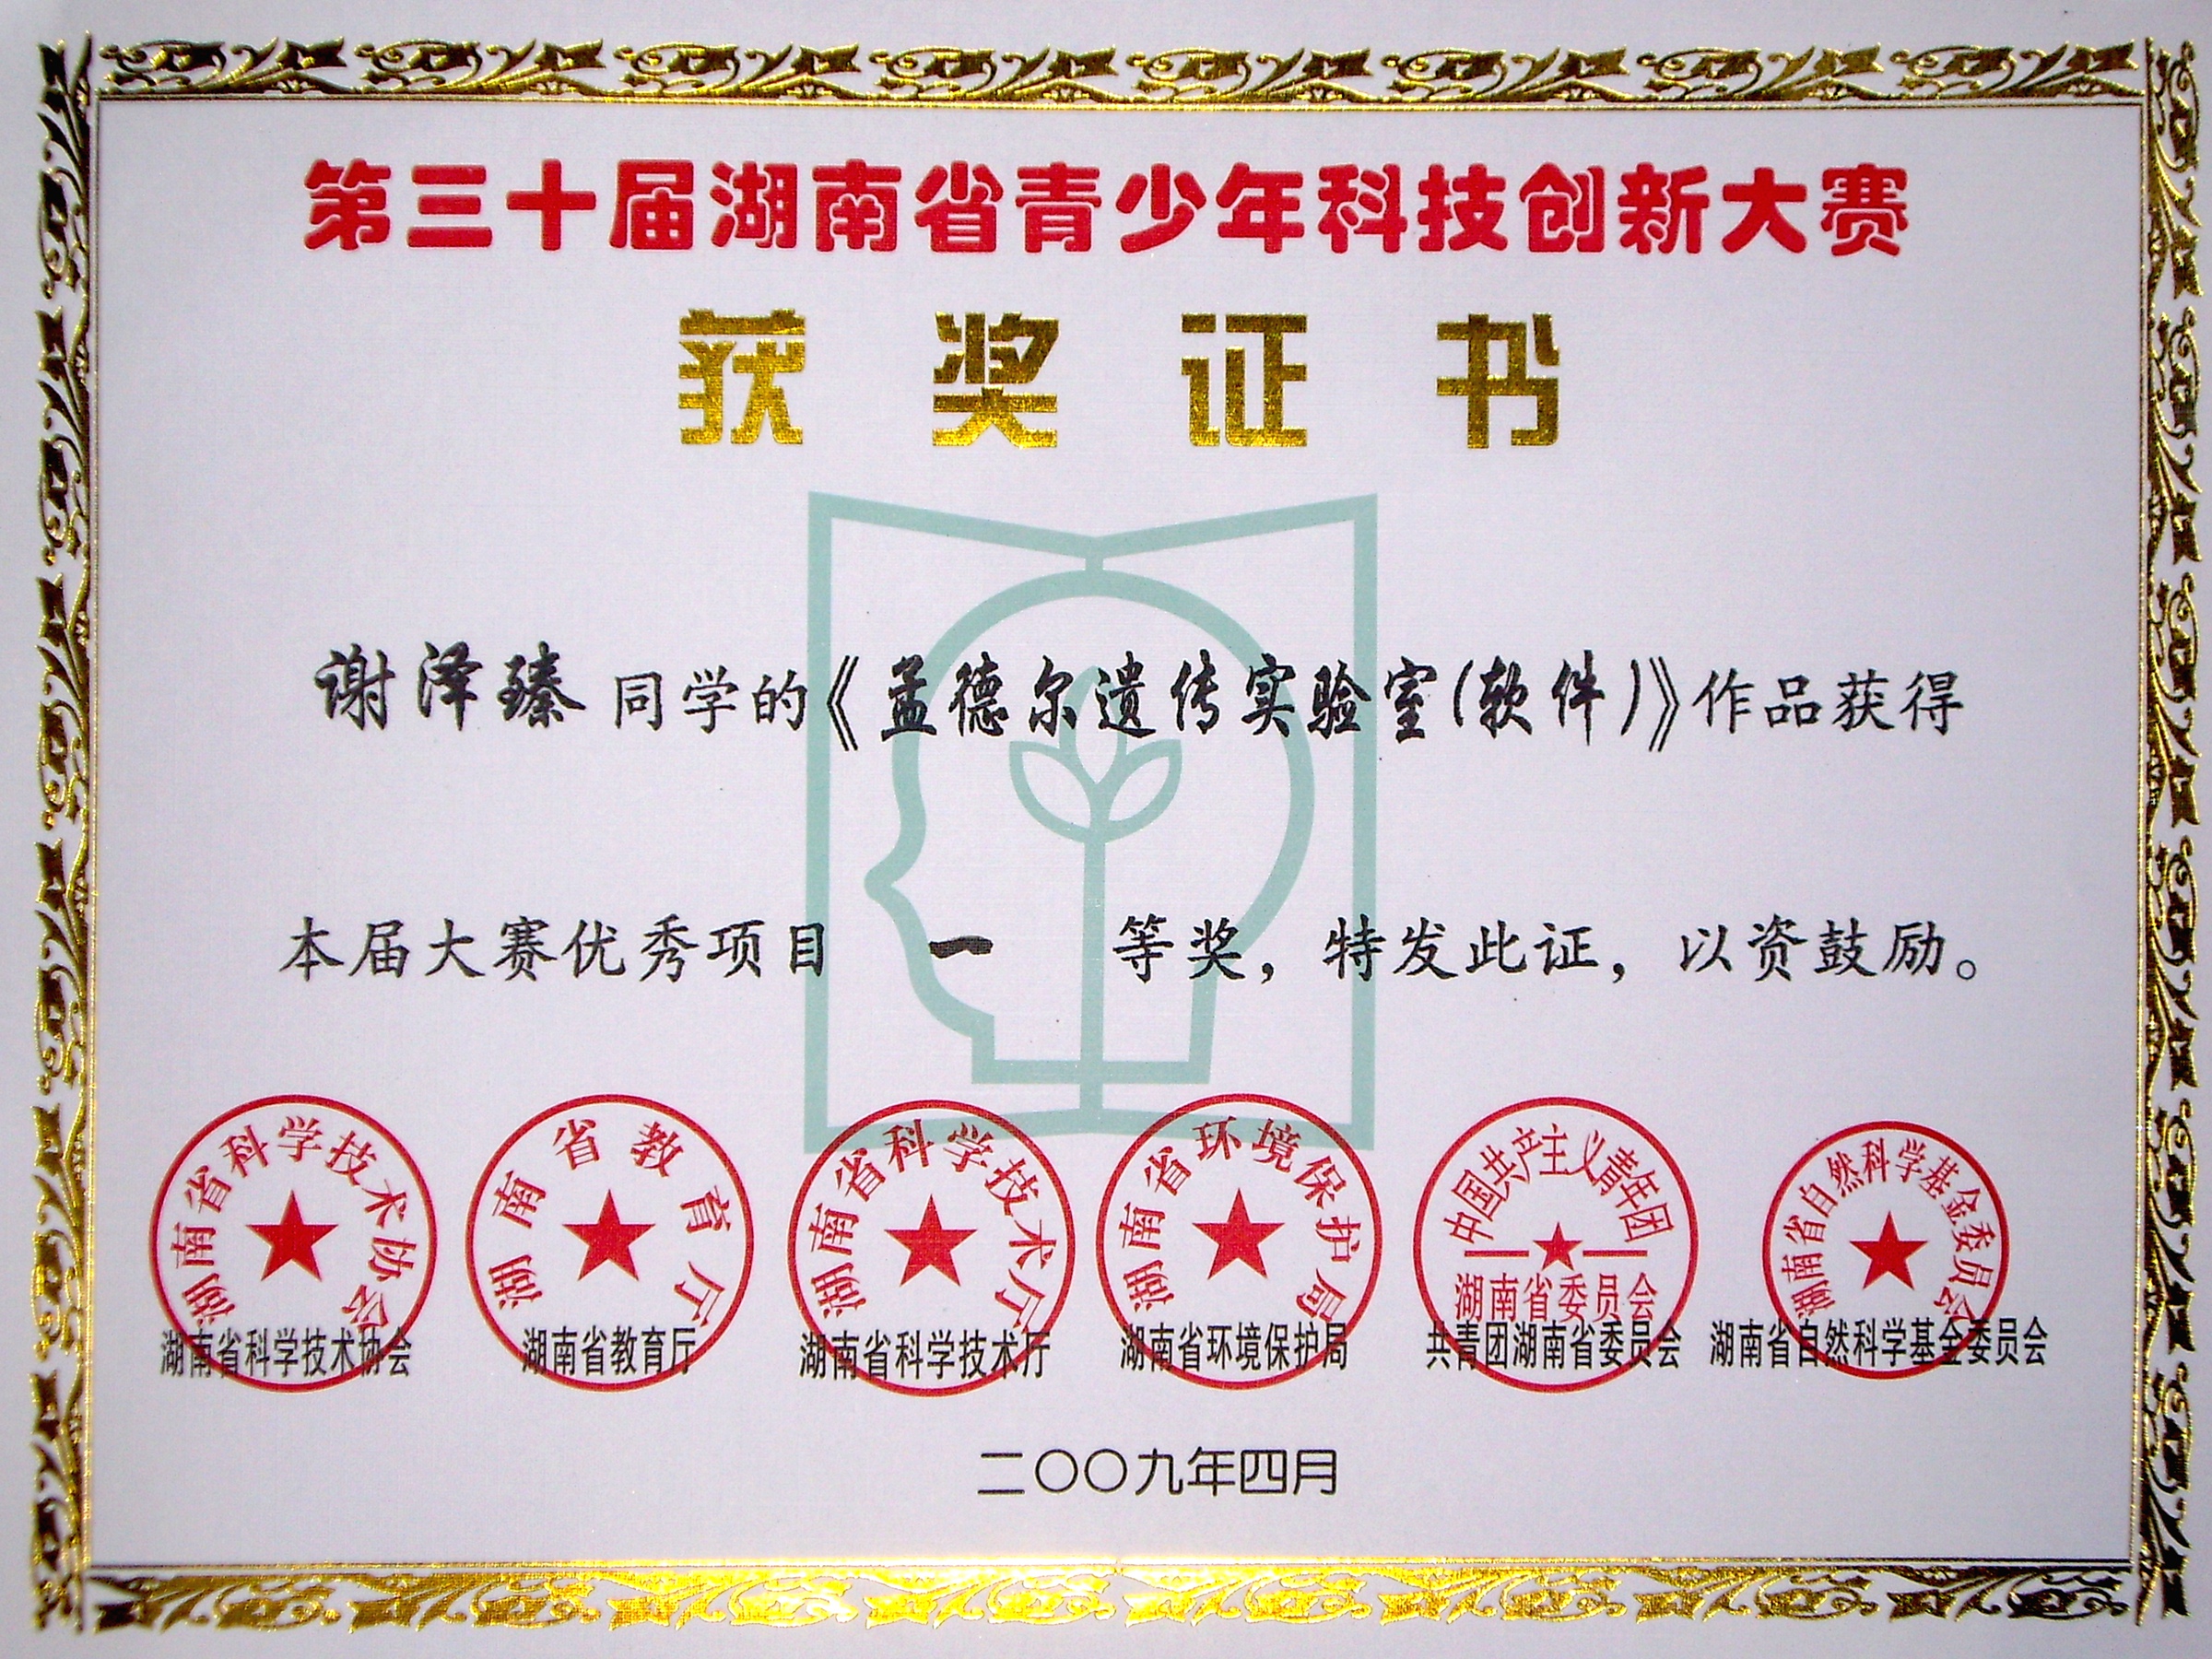 第三十届湖南省青少年科技创新大赛
获奖证书
谢泽臻同学的《孟德尔遗传实验室(软件)》作品获得
本届大赛优秀项目 一 等奖，特发此证，以资鼓励。
湖南省科学技术协会
湖南省教育厅
湖南省科学技术厅
湖南省环境保护局
中国共产主义青年团
湖南省委员会
湖南省自然科学基金委员会
湖南省科学技术协会 湖南省教育厅 湖南省科学技术厅 湖南省环境保护局 共青团湖南省委员会 湖南省自然科学基金委员会
二〇〇九年四月